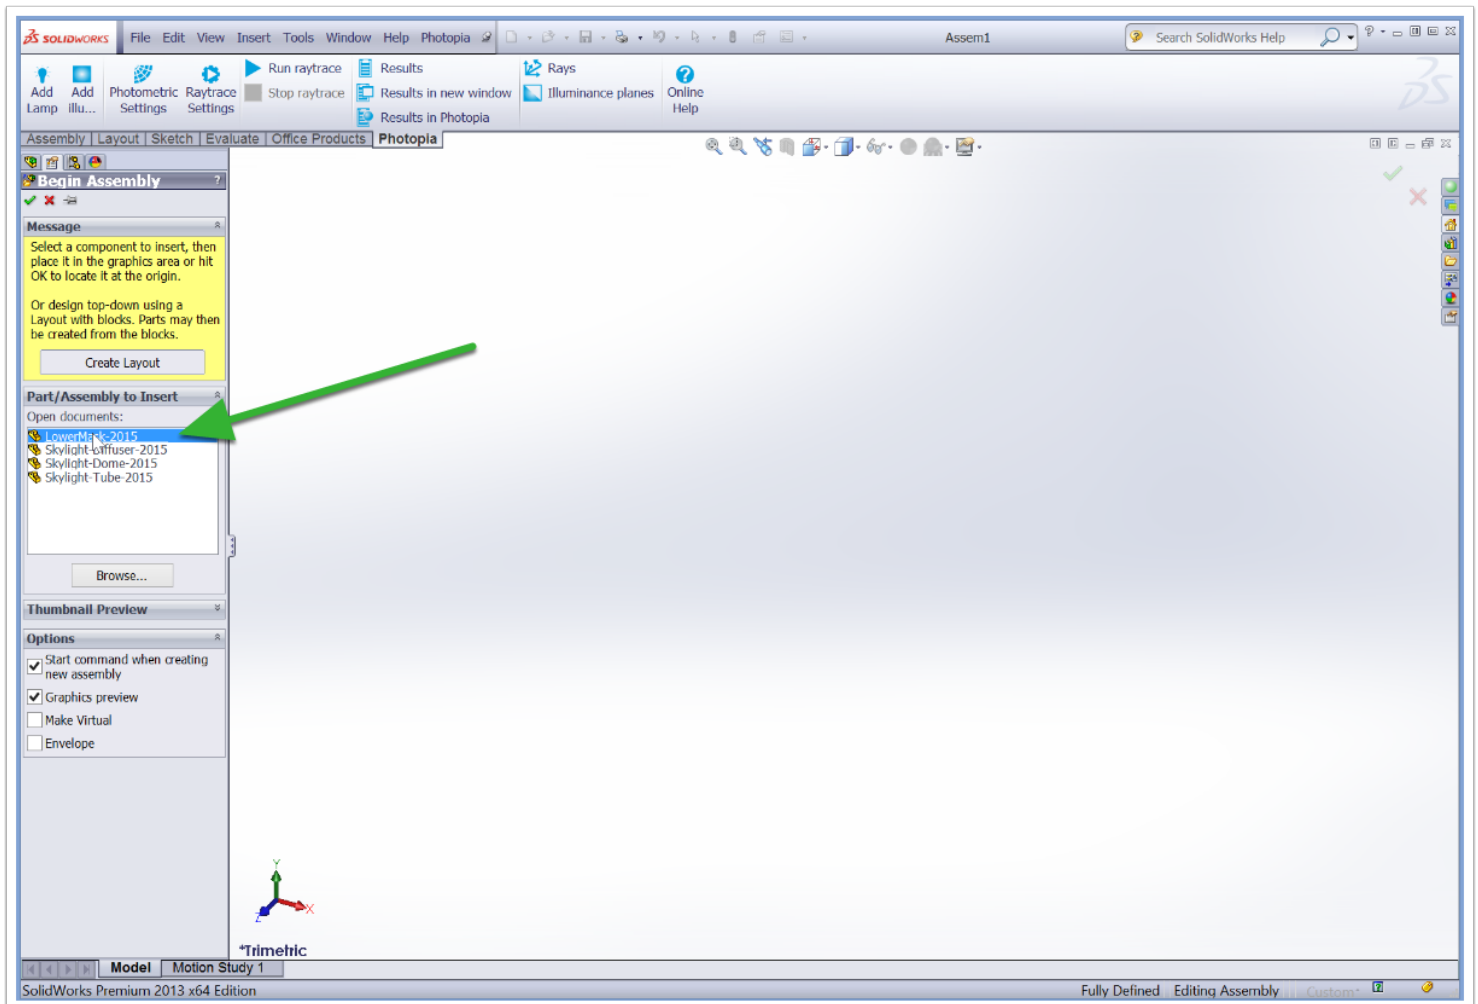 SOLIDWORKS File Edit View Insert Tools Window Help Photopia Assem1 Search SolidWorks Help
Run raytrace Results Rays
Add Add Photometric Raytrace Stop raytrace Results in new window Illuminance planes Online
Lamp illu... Settings Settings Results in Photopia Help
Assembly Layout Sketch Evaluate Office Products Photopia
Begin Assembly ?
Message
Select a component to insert, then
place it in the graphics area or hit
OK to locate it at the origin.
Or design top-down using a
Layout with blocks. Parts may then
be created from the blocks.
Create Layout
Part/Assembly to Insert
Open documents:
LowerMask-2015
Skylight-Diffuser-2015
Skylight-Dome-2015
Skylight-Tube-2015
Browse...
Thumbnail Preview
Options
Start command when creating
new assembly
Graphics preview
Make Virtual
Envelope
Y
X
Z
*Trimetric
Model Motion Study 1
SolidWorks Premium 2013 x64 Edition Fully Defined Editing Assembly Custom